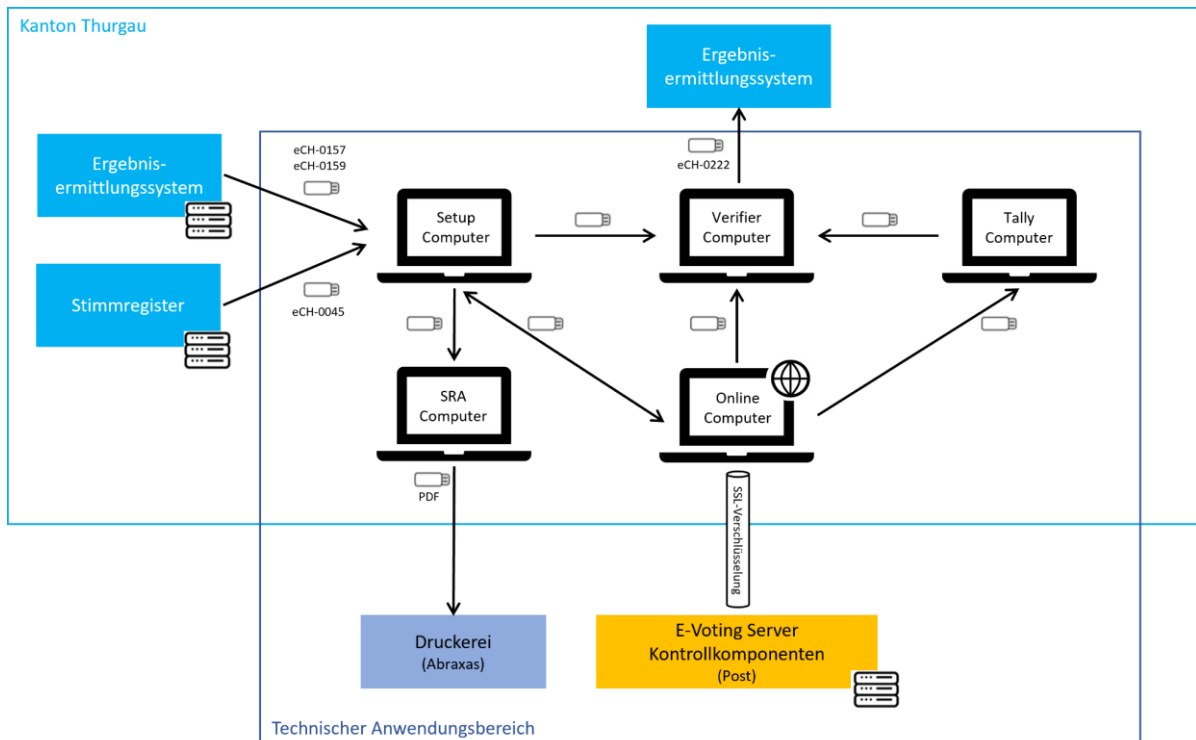 Kanton Thurgau
Ergebnis-
ermittlungssystem
eCH-0157
eCH-0159
eCH-0222
Ergebnis-
ermittlungssystem
Setup
Computer
Verifier
Computer
Tally
Computer
Stimmregister
eCH-0045
SRA
Computer
Online
Computer
PDF
SSL-Verschlüsselung
Druckerei
(Abraxas)
E-Voting Server
Kontrollkomponenten
(Post)
Technischer Anwendungsbereich